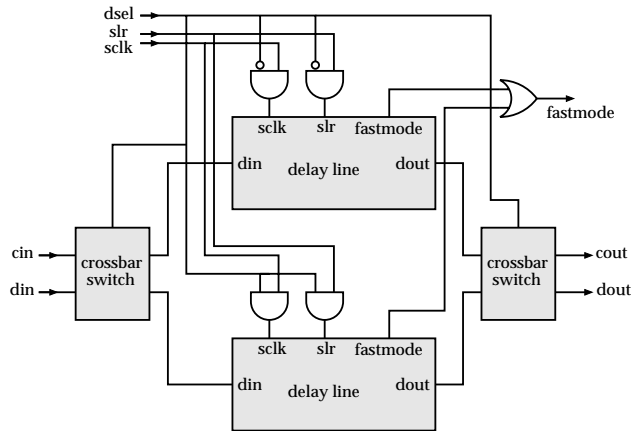 dsel
slr
sclk
fastmode
sclk
slr
fastmode
din
delay line
dout
cin
din
crossbar
switch
crossbar
switch
cout
dout
sclk
slr
fastmode
din
delay line
dout